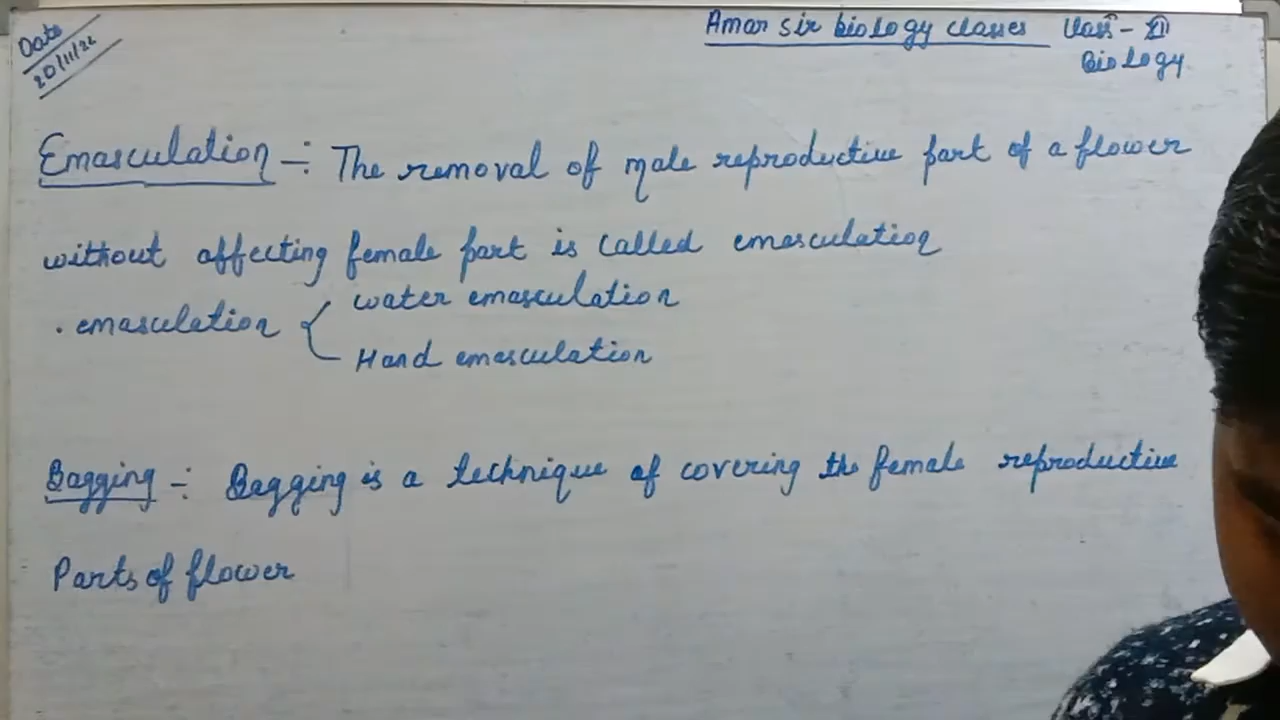 Date
20/11/22
Amar sir biology classes Class - XII
Biology
Emasculation -: The removal of male reproductive part of a flower
without affecting female part is called emasculation
. emasculation { water emasculation
Hand emasculation
Bagging -: Bagging is a technique of covering the female reproductive
Parts of flower